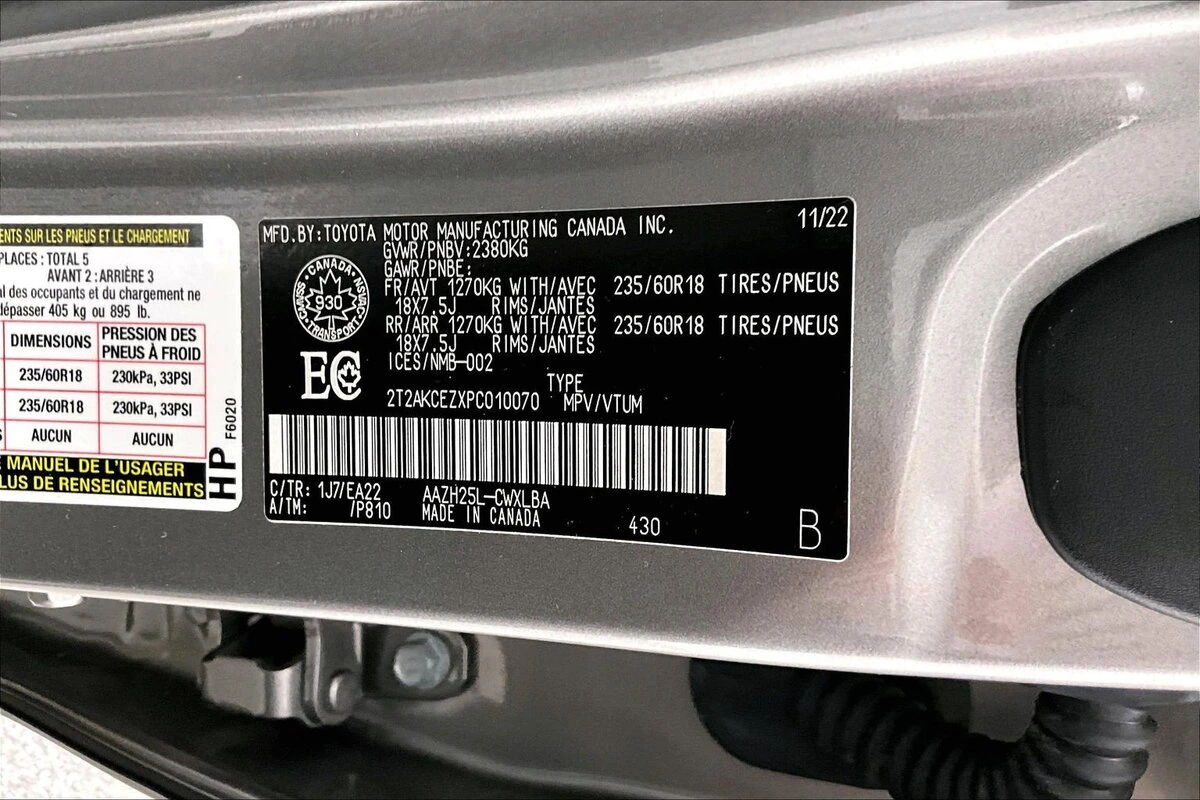 ENTS SUR LES PNEUS ET LE CHARGEMENT
PLACES : TOTAL 5
AVANT 2 : ARRIÈRE 3
al des occupants et du chargement ne
dépasser 405 kg ou 895 lb.
DIMENSIONS PRESSION DES PNEUS À FROID
235/60R18 230kPa, 33PSI
235/60R18 230kPa, 33PSI
S AUCUN AUCUN
E MANUEL DE L'USAGER
LUS DE RENSEIGNEMENTS
HP
F6020
MFD.BY:TOYOTA MOTOR MANUFACTURING CANADA INC. 11/22
GVWR/PNBV:2380KG
GAWR/PNBE:
FR/AVT 1270KG WITH/AVEC 235/60R18 TIRES/PNEUS
18X7.5J RIMS/JANTES
RR/ARR 1270KG WITH/AVEC 235/60R18 TIRES/PNEUS
18X7.5J RIMS/JANTES
ICES/NMB-002
CANADA
CMVSS 930 NSVAC
TRANSPORT
EC
TYPE
2T2AKCEZXPC010070 MPV/VTUM
C/TR: 1J7/EA22 AAZH25L-CWXLBA
A/TM: /P810 MADE IN CANADA 430 B